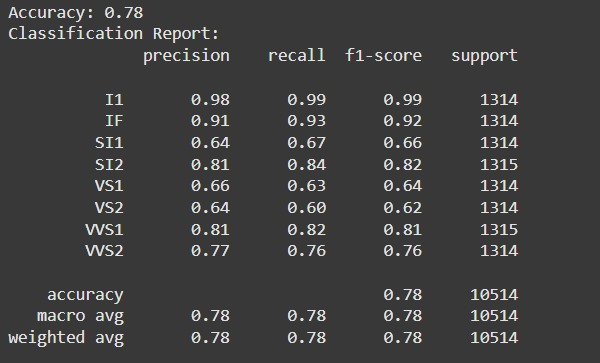 Accuracy: 0.78
Classification Report:
precision recall f1-score support
I1 0.98 0.99 0.99 1314
IF 0.91 0.93 0.92 1314
SI1 0.64 0.67 0.66 1314
SI2 0.81 0.84 0.82 1315
VS1 0.66 0.63 0.64 1314
VS2 0.64 0.60 0.62 1314
VVS1 0.81 0.82 0.81 1315
VVS2 0.77 0.76 0.76 1314
accuracy 0.78 10514
macro avg 0.78 0.78 0.78 10514
weighted avg 0.78 0.78 0.78 10514